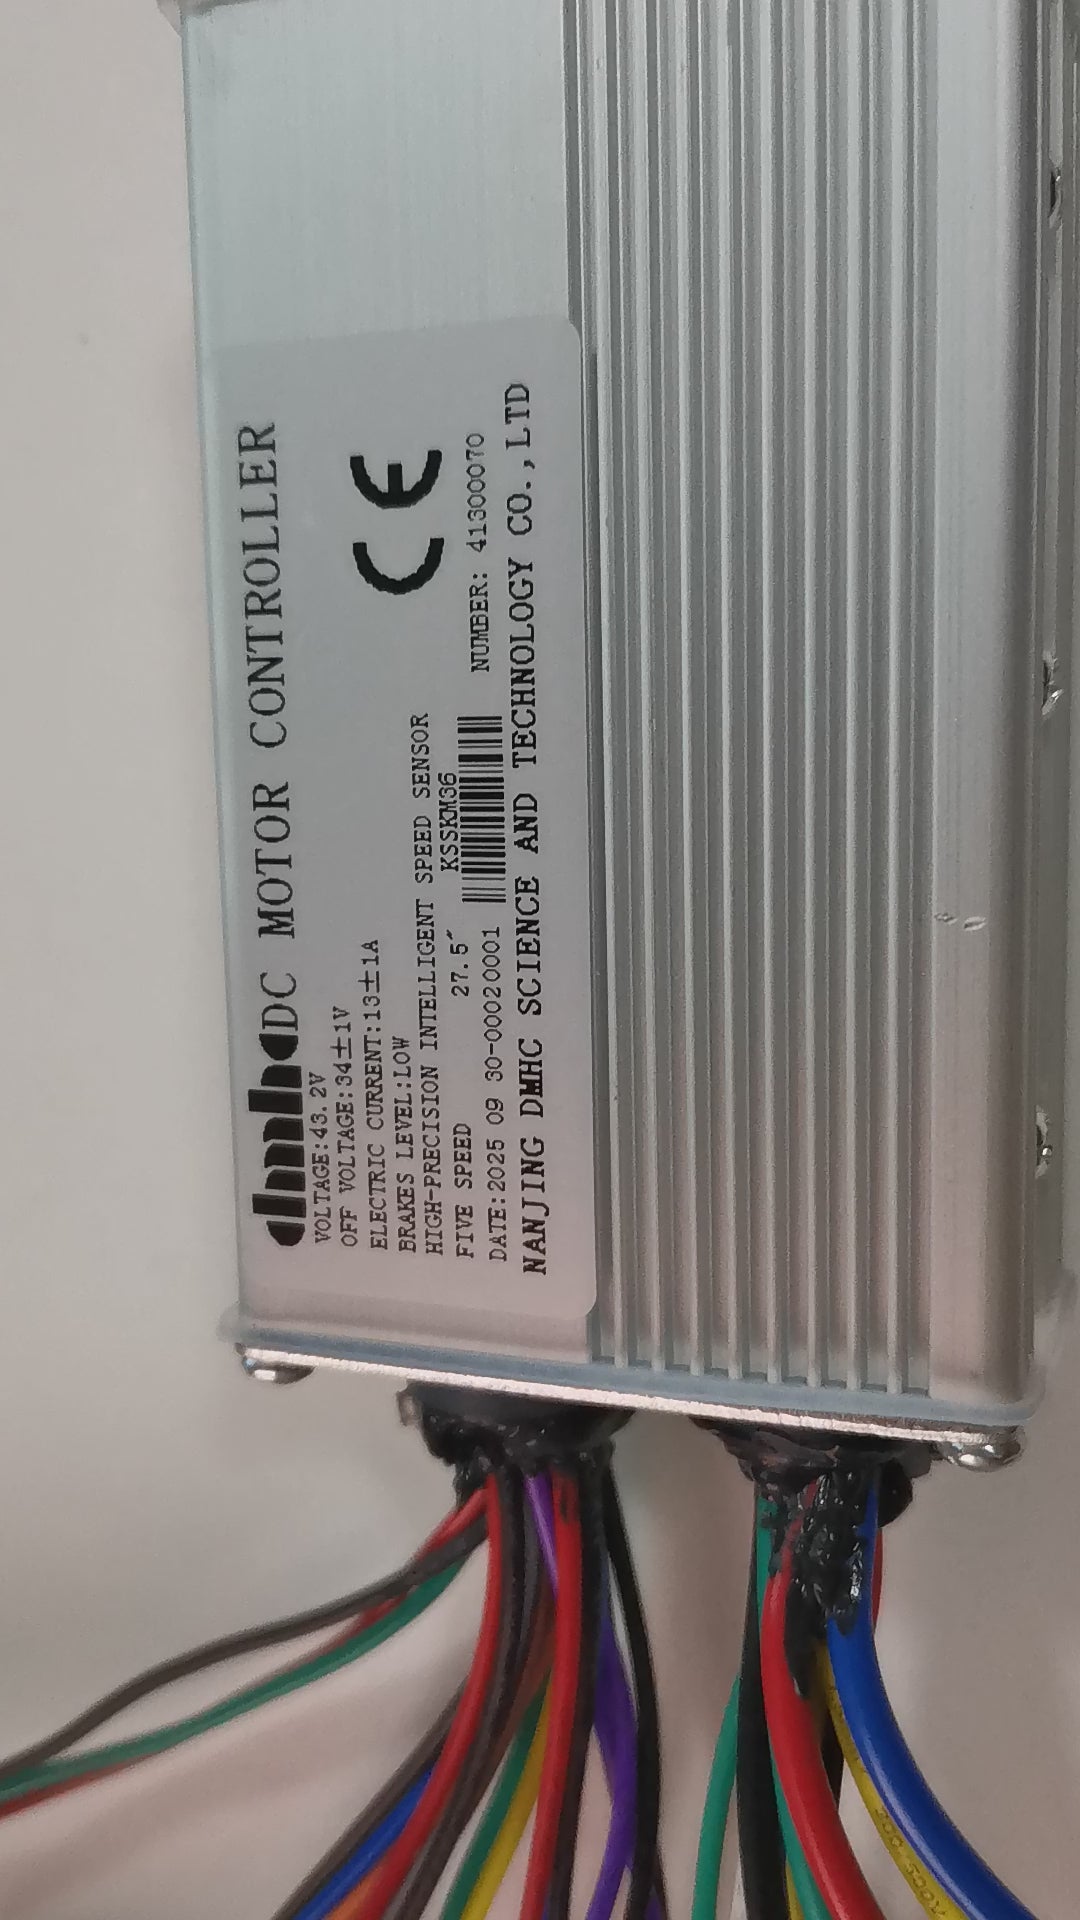 dmhc DC MOTOR CONTROLLER
VOLTAGE:43.2V
OFF VOLTAGE:34±1V
ELECTRIC CURRENT:13±1A
BRAKES LEVEL:LOW
HIGH-PRECISION INTELLIGENT SPEED SENSOR
FIVE SPEED 27.5" KSSKM36
DATE:2025 09 30-00020001 NUMBER: 41300070
NANJING DMHC SCIENCE AND TECHNOLOGY CO.,LTD
CE